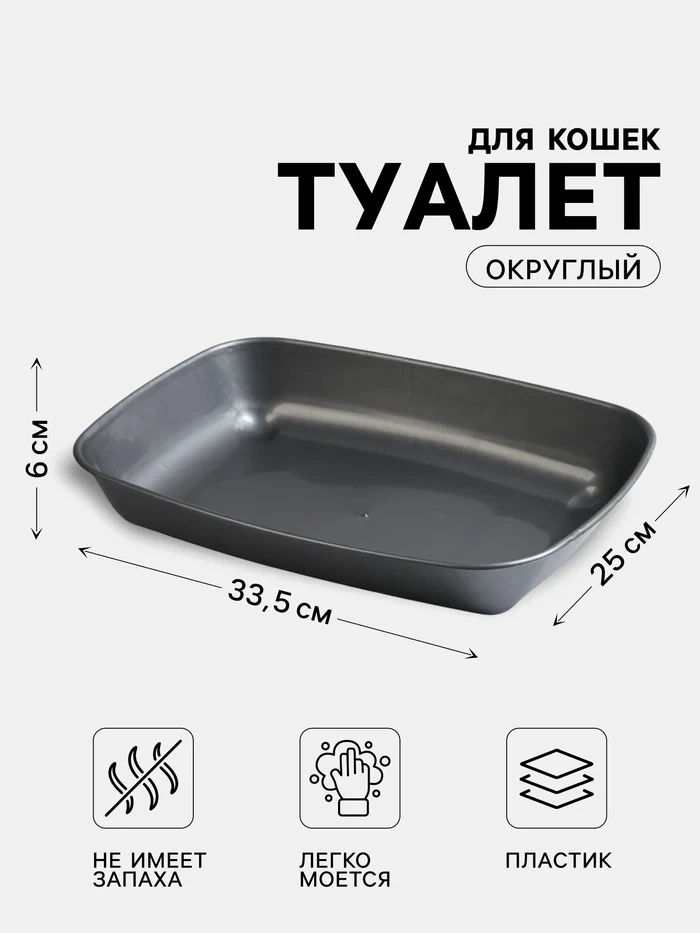 ДЛЯ КОШЕК
ТУАЛЕТ
ОКРУГЛЫЙ
6 см
33,5 см
25 см
НЕ ИМЕЕТ
ЗАПАХА
ЛЕГКО
МОЕТСЯ
ПЛАСТИК